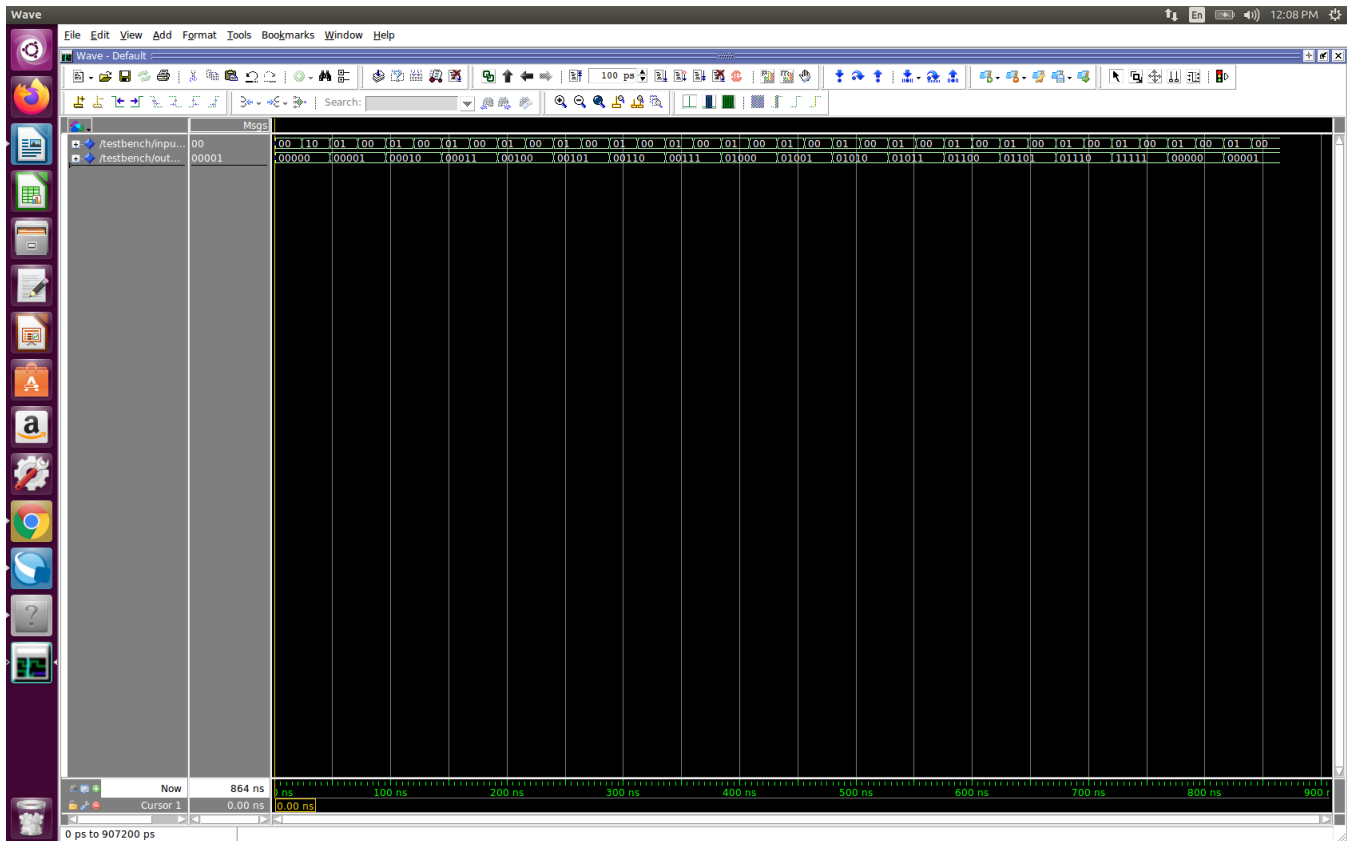 Wave
En 12:08 PM
File Edit View Add Format Tools Bookmarks Window Help
Wave - Default
100 ps
Search:
Msgs
/testbench/inpu... 00 00 10 01 00 01 00 01 00 01 00 01 00 01 00 01 00 01 00 01 00 01 00 01 00 01 00 01 00 01 00 01 00 01 00 01 00
/testbench/out... 00001 00000 00001 00010 00011 00100 00101 00110 00111 01000 01001 01010 01011 01100 01101 01110 11111 00000 00001
Now 864 ns ns 100 ns 200 ns 300 ns 400 ns 500 ns 600 ns 700 ns 800 ns 900
Cursor 1 0.00 ns 0.00 ns
0 ps to 907200 ps